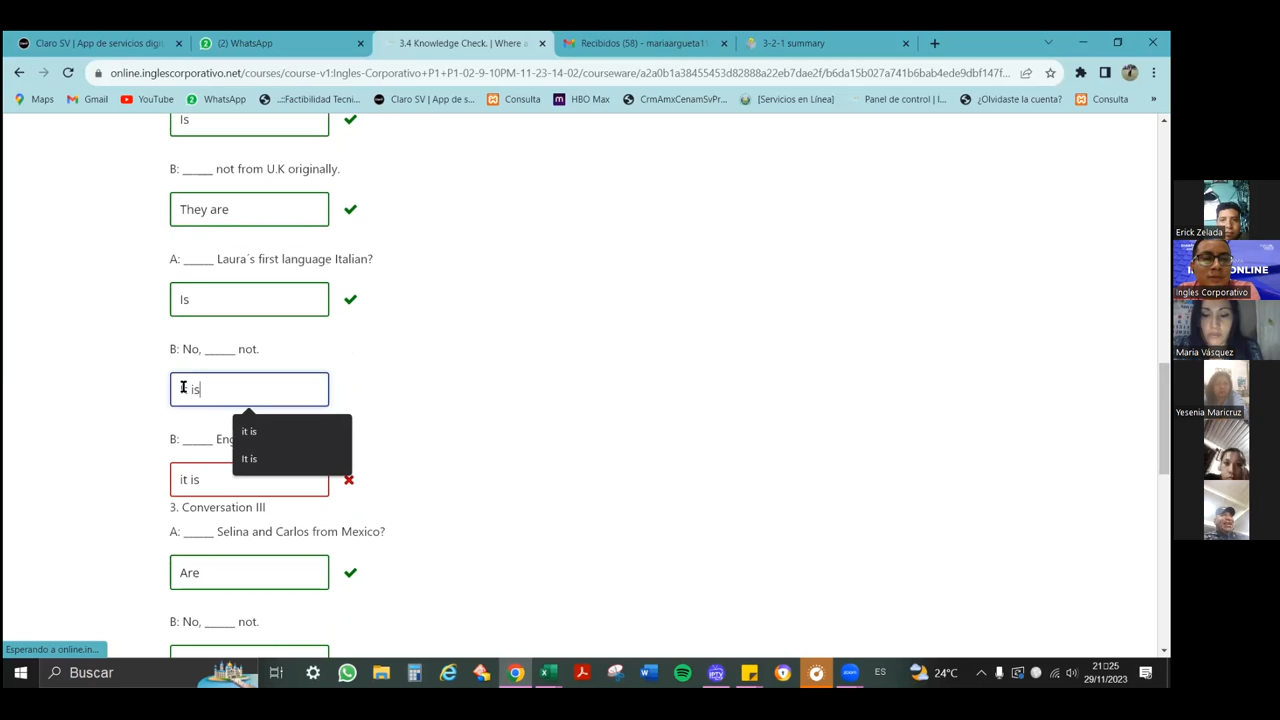 Claro SV | App de servicios digi
(2) WhatsApp
3.4 Knowledge Check. | Where a
Recibidos (58) - mariaargueta1
3-2-1 summary
online.inglescorporativo.net/courses/course-v1:Ingles-Corporativo+P1+P1-02-9-10PM-11-23-14-02/courseware/a2a0b1a38455453d82888a22eb7dae2f/b6da15b027a741b6bab4ede9dbf147f...
Maps
Gmail
YouTube
WhatsApp
..::Factibilidad Tecni...
Claro SV | App de s...
Consulta
HBO Max
CrmAmxCenamSvPr...
[Servicios en Línea]
Panel de control | I...
¿Olvidaste la cuenta?
Consulta
»
Is
B: _____ not from U.K originally.
They are
A: _____ Laura´s first language Italian?
Is
B: No, _____ not.
is
it is
It is
B: _____ Eng
it is
3. Conversation III
A: _____ Selina and Carlos from Mexico?
Are
B: No, _____ not.
Esperando a online.in...
Erick Zelada
Ingles Corporativo
Maria Vásquez
Yesenia Maricruz
Buscar
ES
24°C
21:25
29/11/2023